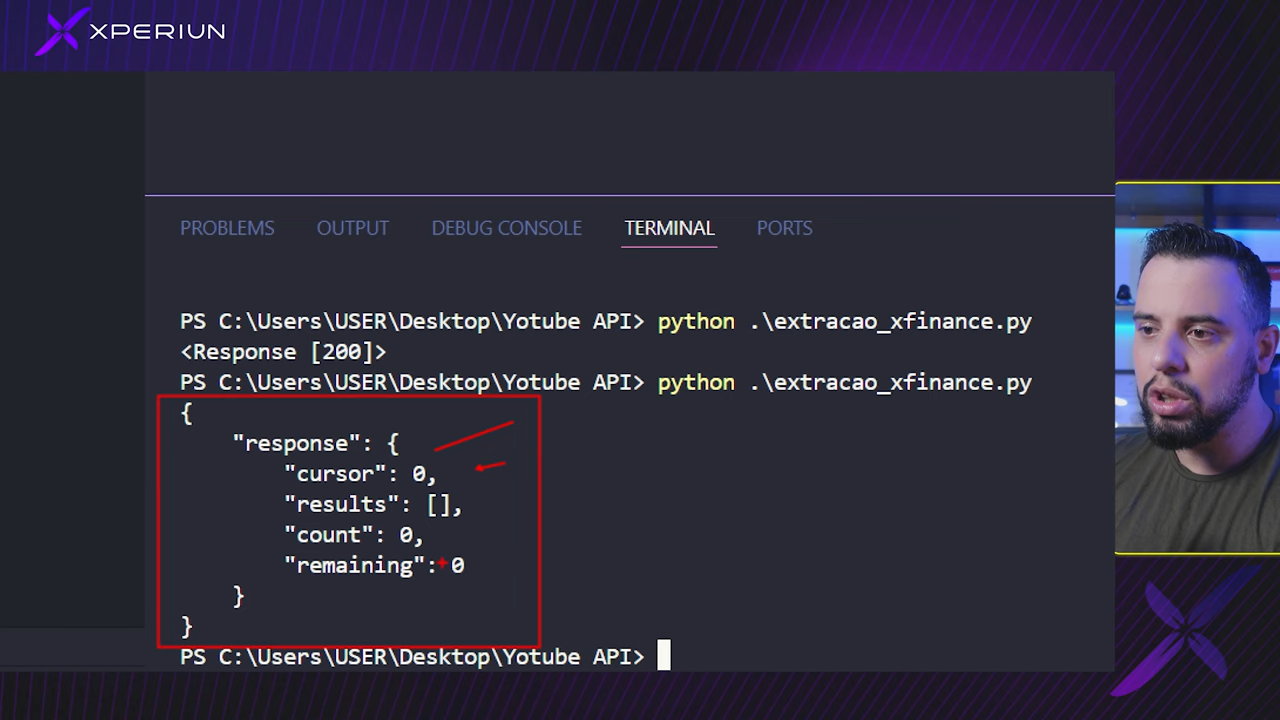 XPERIUN
PROBLEMS OUTPUT DEBUG CONSOLE TERMINAL PORTS
PS C:\Users\USER\Desktop\Yotube API> python .\extracao_xfinance.py
<Response [200]>
PS C:\Users\USER\Desktop\Yotube API> python .\extracao_xfinance.py
{
    "response": {
        "cursor": 0,
        "results": [],
        "count": 0,
        "remaining": 0
    }
}
PS C:\Users\USER\Desktop\Yotube API>